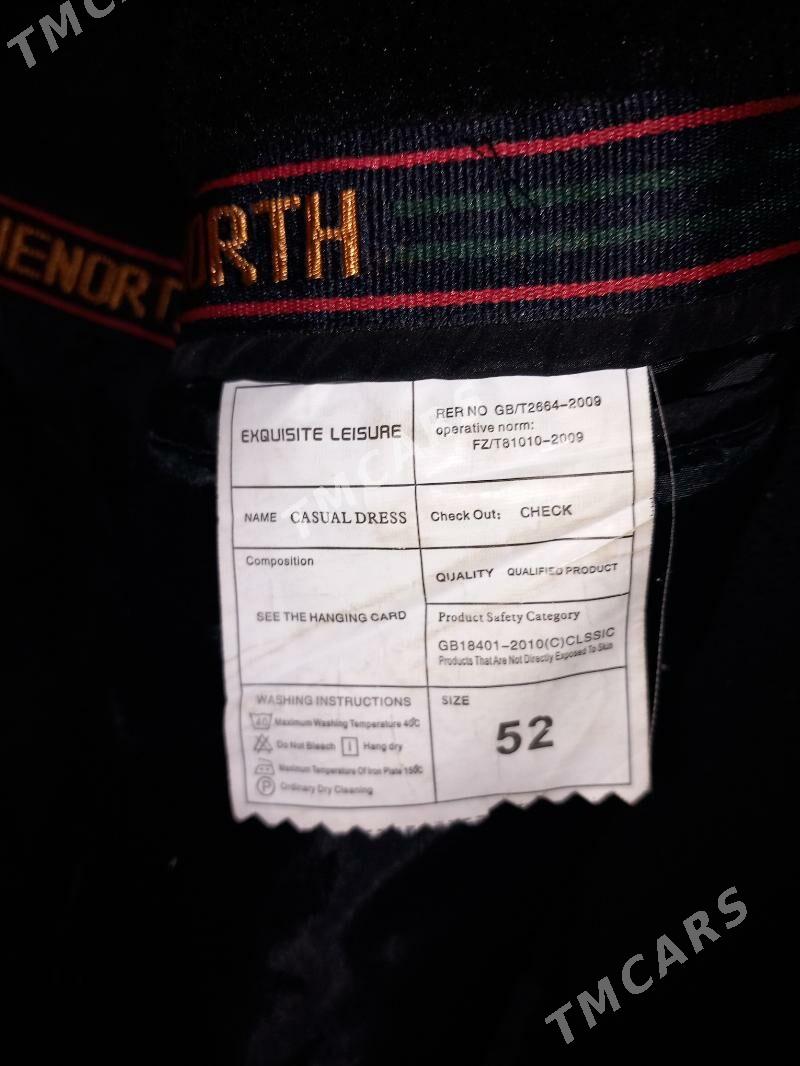 TMCARS
ORTH
ENORT
EXQUISITE LEISURE
RER NO GB/T2664-2009
operative norm:
FZ/T81010-2009
NAME CASUAL DRESS
Check Out: CHECK
Composition
SEE THE HANGING CARD
QUALITY QUALIFIED PRODUCT
Product Safety Category
GB18401-2010(C)CLSSIC
Products That Are Not Directly Exposed To Skin
WASHING INSTRUCTIONS
40 Maximum Washing Temperature 40C
Do Not Bleach Hang dry
Maximum Temperature Of Iron Plate 150C
P Ordinary Dry Cleaning
SIZE
52
TMCARS
TMCARS